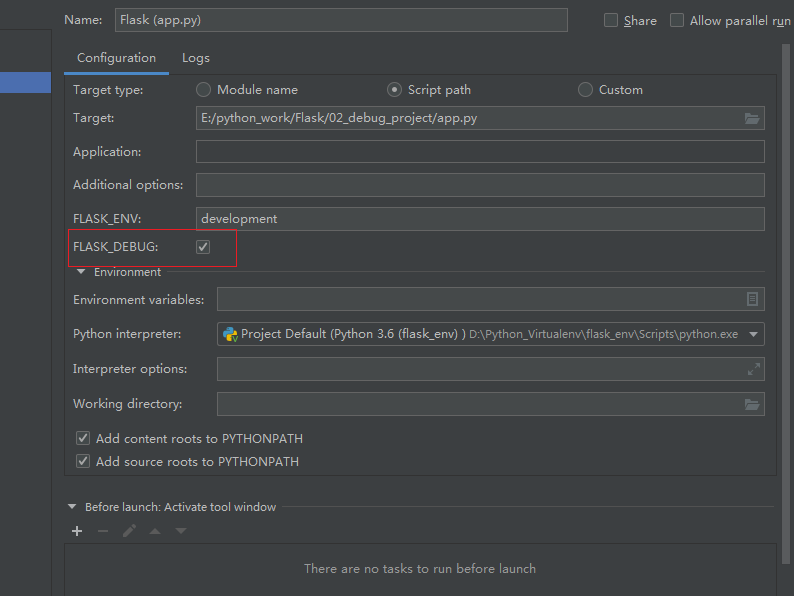 Name: Flask (app.py) Share Allow parallel run
Configuration Logs
Target type: Module name Script path Custom
Target: E:/python_work/Flask/02_debug_project/app.py
Application:
Additional options:
FLASK_ENV: development
FLASK_DEBUG:
Environment
Environment variables:
Python interpreter: Project Default (Python 3.6 (flask_env) ) D:\Python_Virtualenv\flask_env\Scripts\python.exe
Interpreter options:
Working directory:
Add content roots to PYTHONPATH
Add source roots to PYTHONPATH
Before launch: Activate tool window
There are no tasks to run before launch